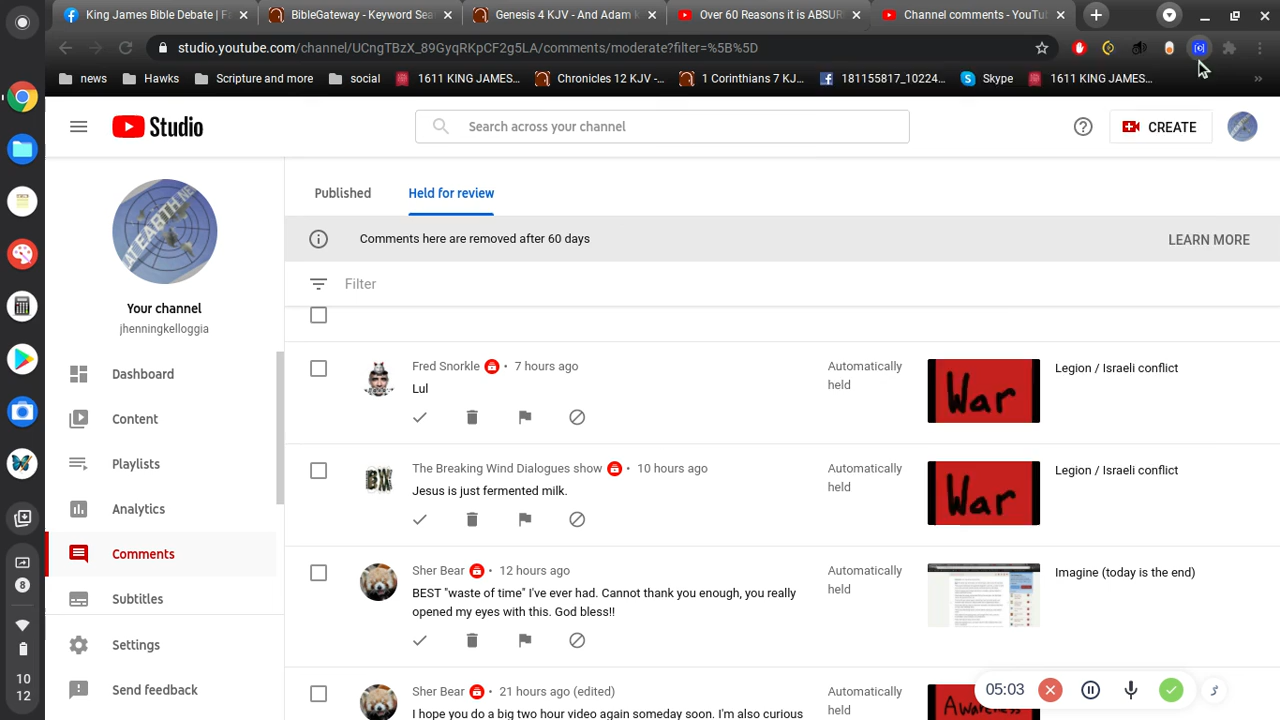 King James Bible Debate | Fa
BibleGateway - Keyword Sea
Genesis 4 KJV - And Adam k
Over 60 Reasons it is ABSUR
Channel comments - YouTu
studio.youtube.com/channel/UCngTBzX_89GyqRKpCF2g5LA/comments/moderate?filter=%5B%5D
news
Hawks
Scripture and more
social
1611 KING JAMES...
Chronicles 12 KJV -...
1 Corinthians 7 KJ...
181155817_10224...
Skype
1611 KING JAMES...
Studio
Search across your channel
CREATE
LAT EARTH.NE
Your channel
jhenningkelloggia
Dashboard
Content
Playlists
Analytics
Comments
Subtitles
Settings
Send feedback
8
10
12
Published
Held for review
Comments here are removed after 60 days
LEARN MORE
Filter
Fred Snorkle • 7 hours ago
Lul
Automatically
held
War
Legion / Israeli conflict
The Breaking Wind Dialogues show • 10 hours ago
Jesus is just fermented milk.
Automatically
held
War
Legion / Israeli conflict
Sher Bear • 12 hours ago
BEST "waste of time" I've ever had. Cannot thank you enough, you really
opened my eyes with this. God bless!!
Automatically
held
Imagine (today is the end)
Sher Bear • 21 hours ago (edited)
I hope you do a big two hour video again someday soon. I'm also curious
Automatically
held
05:03